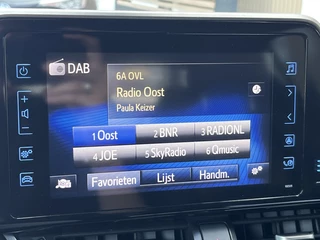 DAB
6A OVL
Radio Oost
Paula Keizer
1 Oost 2 BNR 3 RADIONL
4 JOE 5 SkyRadio 6 Qmusic
Favorieten Lijst Handm.